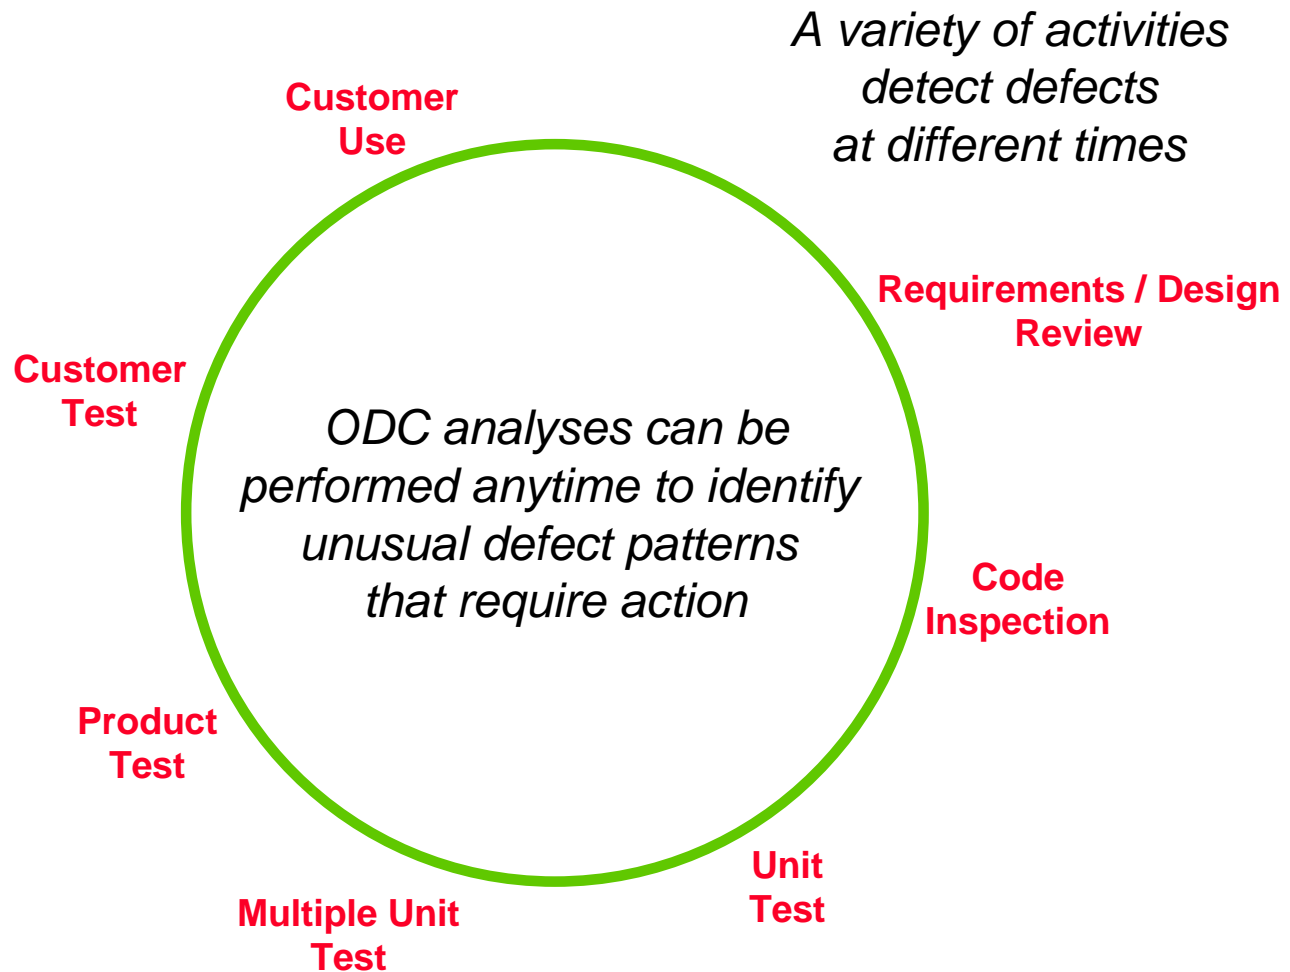 A variety of activities
detect defects
at different times
Customer
Use
Requirements / Design
Review
Customer
Test
ODC analyses can be
performed anytime to identify
unusual defect patterns
that require action
Code
Inspection
Product
Test
Unit
Test
Multiple Unit
Test